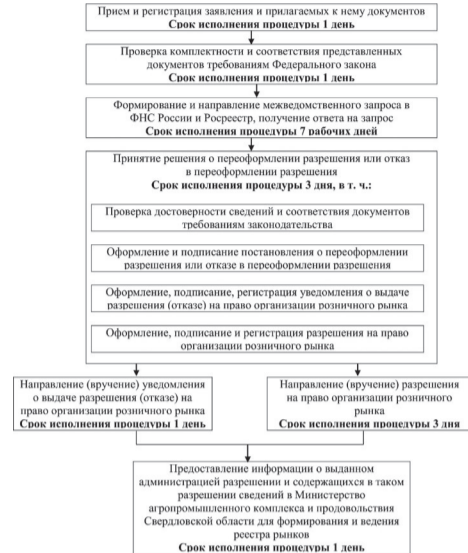 Прием и регистрация заявления и прилагаемых к нему документов
Срок исполнения процедуры 1 день
Проверка комплектности и соответствия представленных
документов требованиям Федерального закона
Срок исполнения процедуры 1 день
Формирование и направление межведомственного запроса в
ФНС России и Росреестр, получение ответа на запрос
Срок исполнения процедуры 7 рабочих дней
Принятие решения о переоформлении разрешения или отказ
в переоформлении разрешения
Срок исполнения процедуры 3 дня, в т. ч.:
Проверка достоверности сведений и соответствия документов
требованиям законодательства
Оформление и подписание постановления о переоформлении
разрешения или отказе в переоформлении разрешения
Оформление, подписание, регистрация уведомления о выдаче
разрешения (отказе) на право организации розничного рынка
Оформление, подписание и регистрация разрешения на право
организации розничного рынка
Направление (вручение) уведомления
о выдаче разрешения (отказе) на
право организации розничного рынка
Срок исполнения процедуры 1 день
Направление (вручение) разрешения
на право организации розничного
рынка
Срок исполнения процедуры 3 дня
Предоставление информации о выданном
администрацией разрешении и содержащихся в таком
разрешении сведений в Министерство
агропромышленного комплекса и продовольствия
Свердловской области для формирования и ведения
реестра рынков
Срок исполнения процедуры 1 день